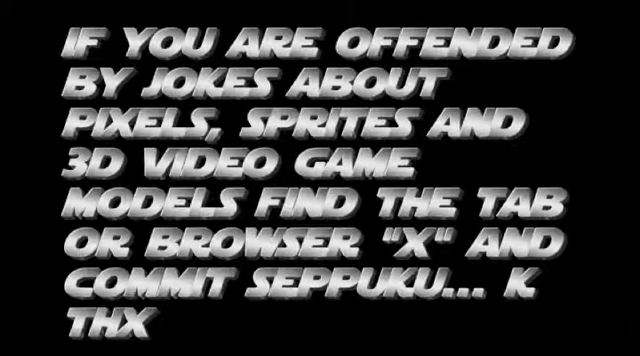 IF YOU ARE OFFENDED
BY JOKES ABOUT
PIXELS, SPRITES AND
3D VIDEO GAME
MODELS FIND THE TAB
OR BROWSER "X" AND
COMMIT SEPPUKU... K
THX